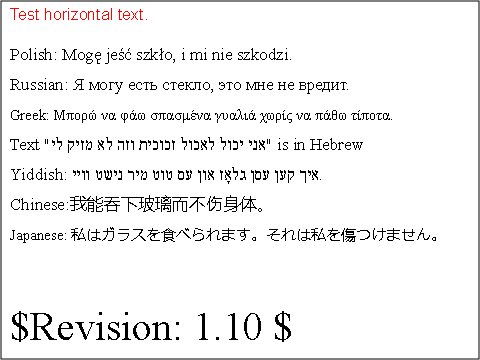 Test horizontal text.
Polish: Mogę jeść szkło, i mi nie szkodzi.
Russian: Я могу есть стекло, это мне не вредит.
Greek: Μπορώ να φάω σπασμένα γυαλιά χωρίς να πάθω τίποτα.
Text "אני יכול לאכול זכוכית וזה לא מזיק לי" is in Hebrew
Yiddish: איך קען עסן גלאָז און עס טוט מיר נישט וויי.
Chinese:我能吞下玻璃而不伤身体。
Japanese: 私はガラスを食べられます。それは私を傷つけません。
$Revision: 1.10 $